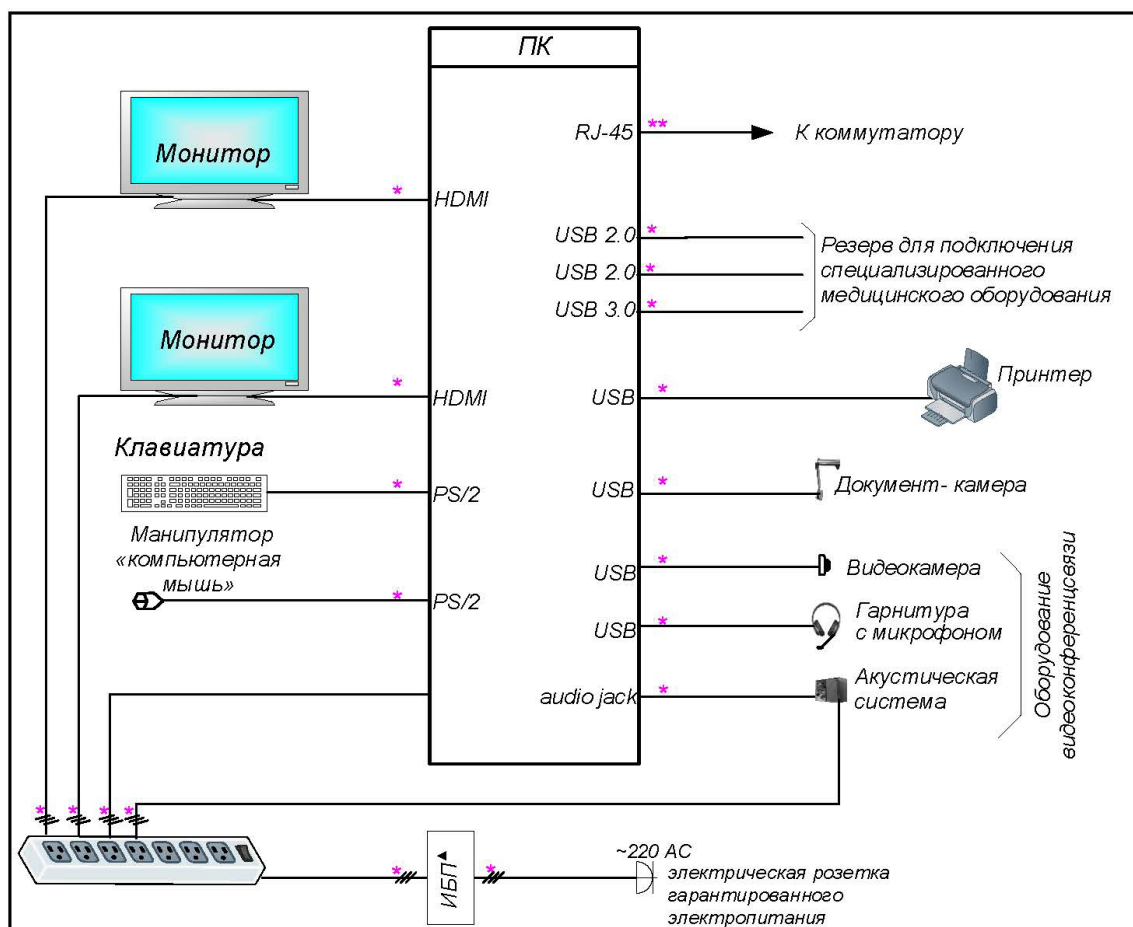 ПК
Монитор
*
HDMI
Монитор
*
HDMI
Клавиатура
*
PS/2
Манипулятор
«компьютерная
мышь»
*
PS/2
RJ-45
**
К коммутатору
USB 2.0
*
USB 2.0
*
USB 3.0
*
Резерв для подключения
специализированного
медицинского оборудования
USB
*
Принтер
USB
*
Документ- камера
USB
*
Видеокамера
USB
*
Гарнитура
с микрофоном
audio jack
*
Акустическая
система
Оборудование
видеоконференцсвязи
* * * *
*
ИБП▲
*
~220 AC
электрическая розетка
гарантированного
электропитания